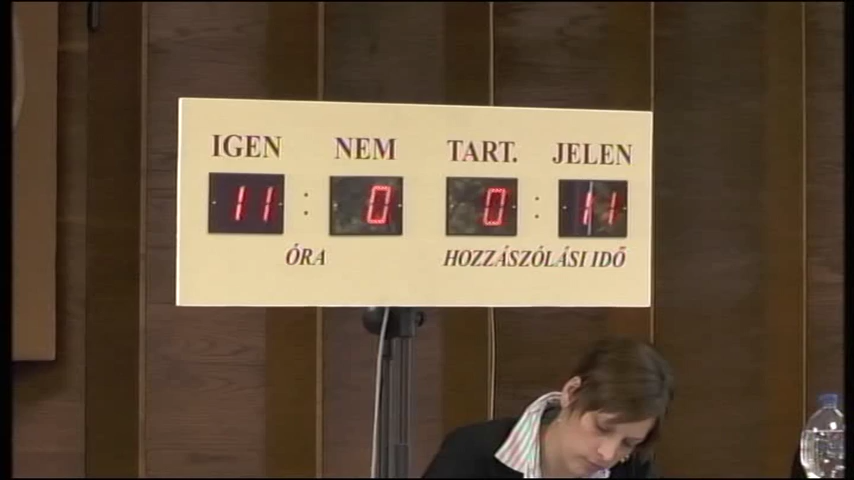 IGEN NEM TART. JELEN
11 : 0 0 : 11
ÓRA HOZZÁSZÓLÁSI IDŐ